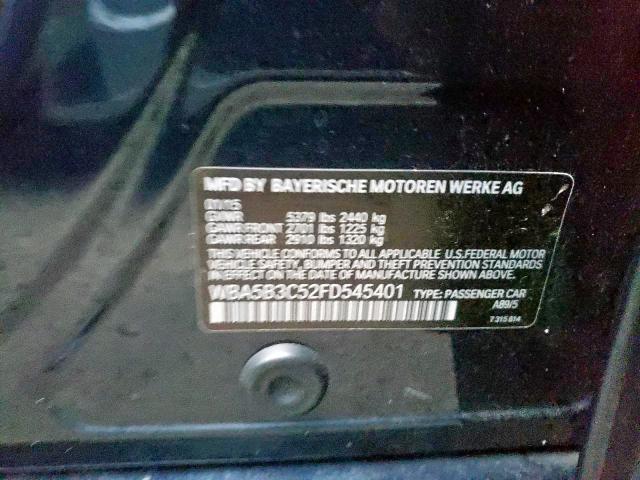 MFD BY BAYERISCHE MOTOREN WERKE AG
01/15
GVWR 5379 lbs 2440 kg
GAWR FRONT 2701 lbs 1225 kg
GAWR REAR 2910 lbs 1320 kg
THIS VEHICLE CONFORMS TO ALL APPLICABLE U.S. FEDERAL MOTOR
VEHICLE SAFETY, BUMPER AND THEFT PREVENTION STANDARDS IN
EFFECT ON THE DATE OF MANUFACTURE SHOWN ABOVE.
WBA5B3C52FD545401 TYPE: PASSENGER CAR
A89/5
7 315 814